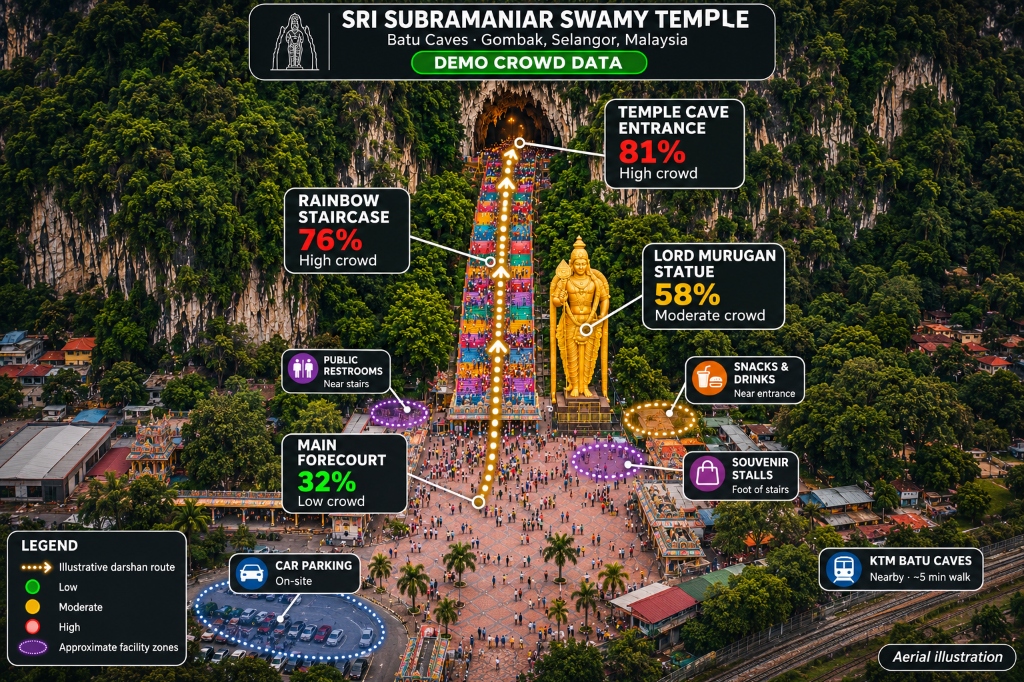 SRI SUBRAMANIAR SWAMY TEMPLE
Batu Caves · Gombak, Selangor, Malaysia
DEMO CROWD DATA
TEMPLE CAVE
ENTRANCE
81%
High crowd
RAINBOW
STAIRCASE
76%
High crowd
LORD MURUGAN
STATUE
58%
Moderate crowd
PUBLIC
RESTROOMS
Near stairs
SNACKS &
DRINKS
Near entrance
MAIN
FORECOURT
32%
Low crowd
SOUVENIR
STALLS
Foot of stairs
LEGEND
Illustrative darshan route
Low
Moderate
High
Approximate facility zones
CAR PARKING
On-site
KTM BATU CAVES
Nearby · ~5 min walk
Aerial illustration